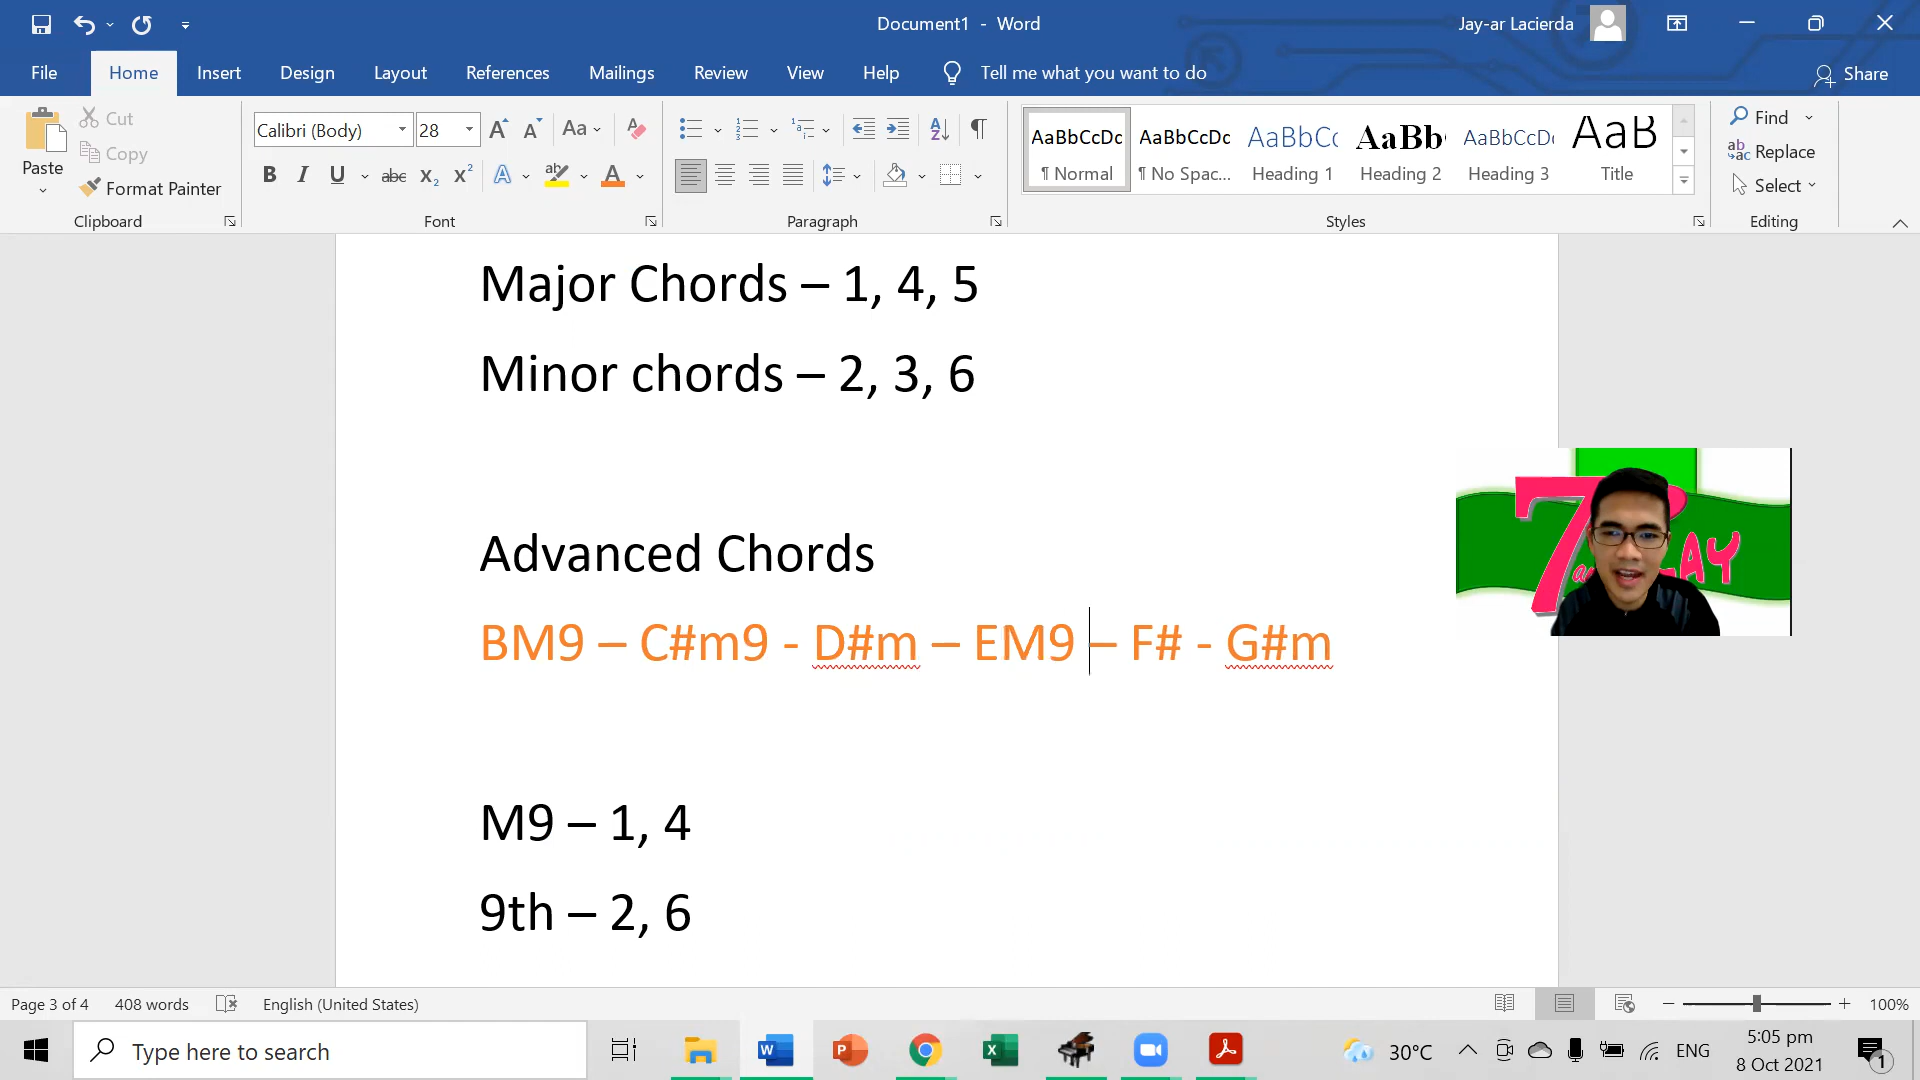 Document1 - Word
Jay-ar Lacierda
File Home Insert Design Layout References Mailings Review View Help Tell me what you want to do Share
Paste
Cut
Copy
Format Painter
Clipboard
Calibri (Body) 28
Font
Paragraph
AaBbCcDc ¶ Normal
AaBbCcDc ¶ No Spac...
AaBbCc Heading 1
AaBb Heading 2
AaBbCcD Heading 3
AaB Title
Styles
Find
Replace
Select
Editing
Major Chords – 1, 4, 5
Minor chords – 2, 3, 6
Advanced Chords
BM9 – C#m9 - D#m – EM9 – F# - G#m
M9 – 1, 4
9th – 2, 6
7
AY
Page 3 of 4 408 words English (United States) 100%
Type here to search
30°C ENG
5:05 pm
8 Oct 2021
1